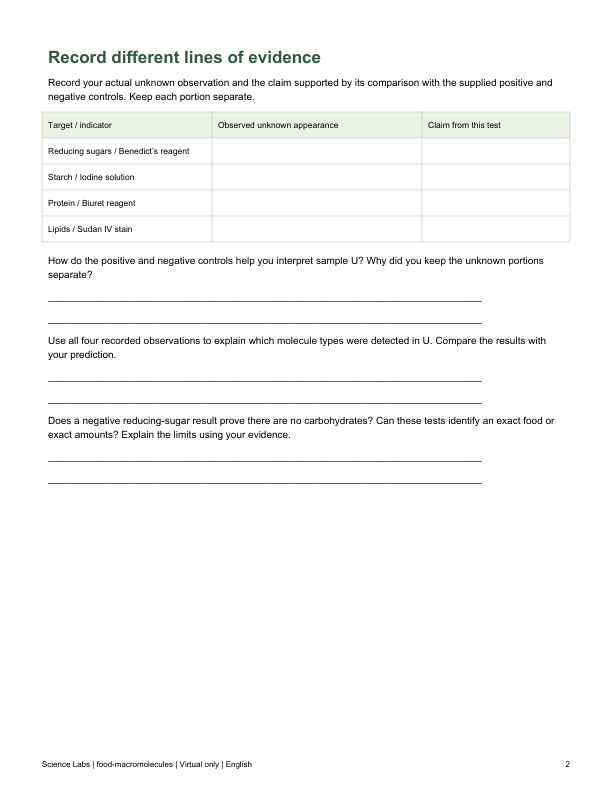 Record different lines of evidence
Record your actual unknown observation and the claim supported by its comparison with the supplied positive and
negative controls. Keep each portion separate.
Target / indicator Observed unknown appearance Claim from this test
Reducing sugars / Benedict's reagent
Starch / Iodine solution
Protein / Biuret reagent
Lipids / Sudan IV stain
How do the positive and negative controls help you interpret sample U? Why did you keep the unknown portions
separate?
Use all four recorded observations to explain which molecule types were detected in U. Compare the results with
your prediction.
Does a negative reducing-sugar result prove there are no carbohydrates? Can these tests identify an exact food or
exact amounts? Explain the limits using your evidence.
Science Labs | food-macromolecules | Virtual only | English 2